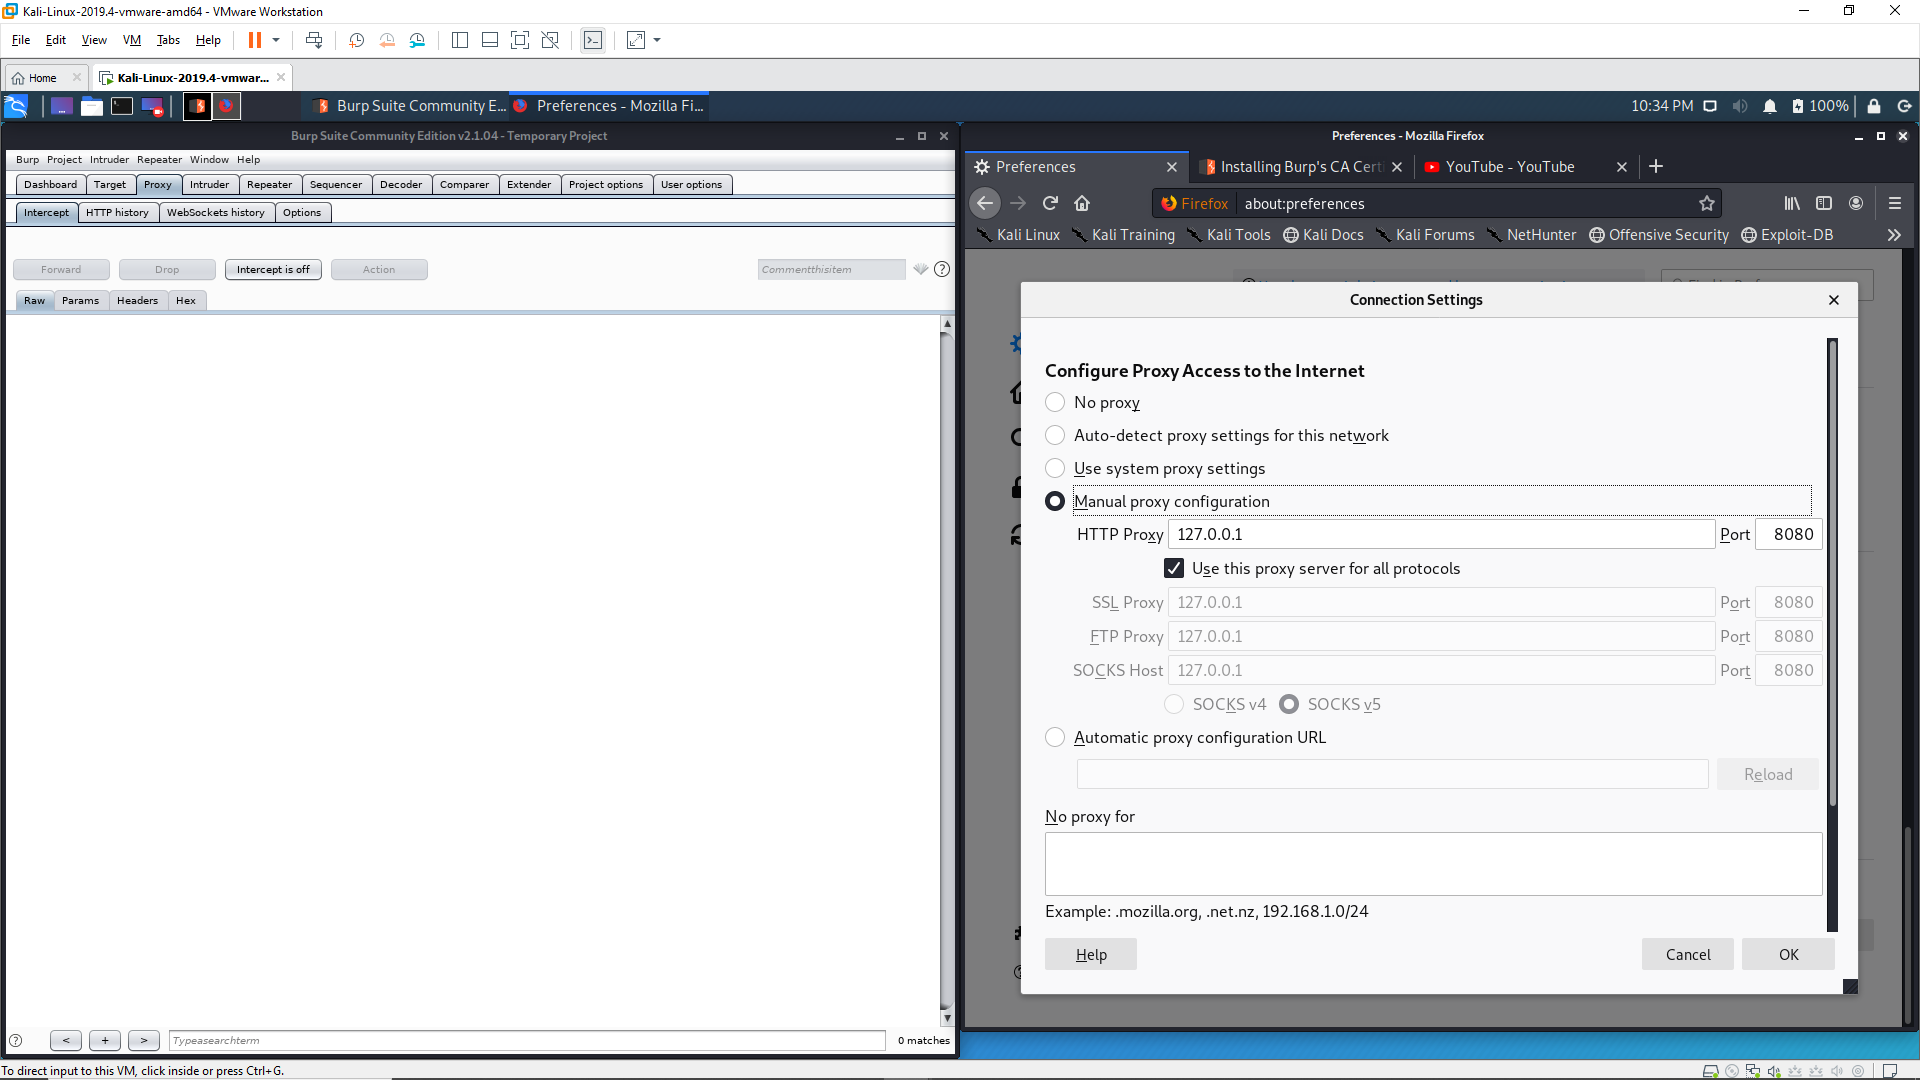 Kali-Linux-2019.4-vmware-amd64 - VMware Workstation
File Edit View VM Tabs Help
Home
Kali-Linux-2019.4-vmwar...
Burp Suite Community E... Preferences - Mozilla Fi... 10:34 PM 100%
Burp Suite Community Edition v2.1.04 - Temporary Project
Burp Project Intruder Repeater Window Help
Dashboard Target Proxy Intruder Repeater Sequencer Decoder Comparer Extender Project options User options
Intercept HTTP history WebSockets history Options
Forward Drop Intercept is off Action Commentthisitem ?
Raw Params Headers Hex
? < + > Typeasearchterm 0 matches
Preferences - Mozilla Firefox
Preferences Installing Burp's CA Certi YouTube - YouTube
Firefox about:preferences
Kali Linux Kali Training Kali Tools Kali Docs Kali Forums NetHunter Offensive Security Exploit-DB
Connection Settings
Configure Proxy Access to the Internet
No proxy
Auto-detect proxy settings for this network
Use system proxy settings
Manual proxy configuration
HTTP Proxy 127.0.0.1 Port 8080
Use this proxy server for all protocols
SSL Proxy 127.0.0.1 Port 8080
FTP Proxy 127.0.0.1 Port 8080
SOCKS Host 127.0.0.1 Port 8080
SOCKS v4 SOCKS v5
Automatic proxy configuration URL
Reload
No proxy for
Example: .mozilla.org, .net.nz, 192.168.1.0/24
Help Cancel OK
To direct input to this VM, click inside or press Ctrl+G.